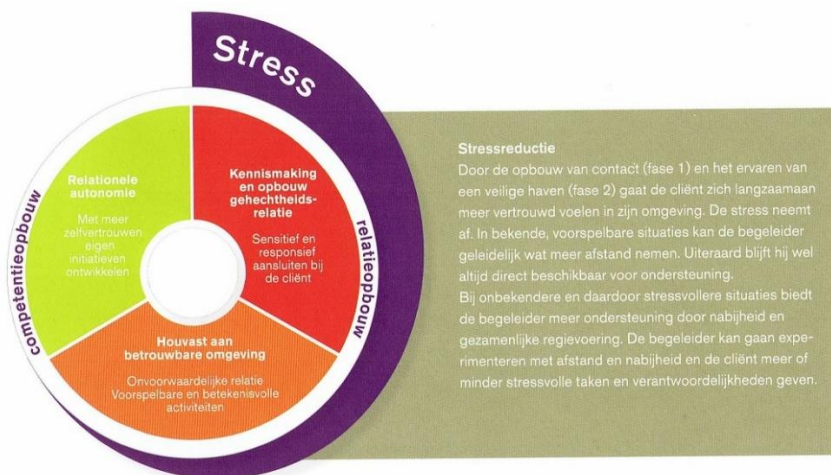 Stress
competentieopbouw
Relationele
autonomie
Met meer
zelfvertrouwen
eigen
initiatieven
ontwikkelen
Kennismaking
en opbouw
gehechtheids-
relatie
Sensitief en
responsief
aansluiten bij
de cliënt
relatieopbouw
Houvast aan
betrouwbare omgeving
Onvoorwaardelijke relatie
Voorspelbare en betekenisvolle
activiteiten
Stressreductie
Door de opbouw van contact (fase 1) en het ervaren van
een veilige haven (fase 2) gaat de cliënt zich langzaamaan
meer vertrouwd voelen in zijn omgeving. De stress neemt
af. In bekende, voorspelbare situaties kan de begeleider
geleidelijk wat meer afstand nemen. Uiteraard blijft hij wel
altijd direct beschikbaar voor ondersteuning.
Bij onbekendere en daardoor stressvollere situaties biedt
de begeleider meer ondersteuning door nabijheid en
gezamenlijke regievoering. De begeleider kan gaan expe-
rimenteren met afstand en nabijheid en de cliënt meer of
minder stressvolle taken en verantwoordelijkheden geven.